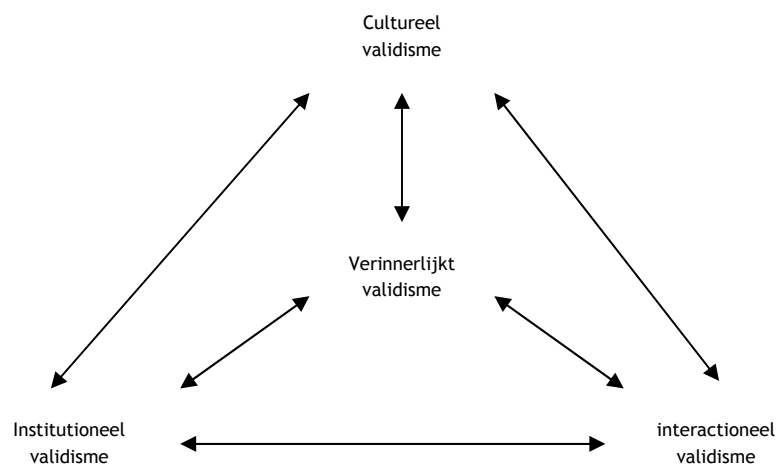 Cultureel
validisme
Verinnerlijkt
validisme
Institutioneel
validisme
interactioneel
validisme